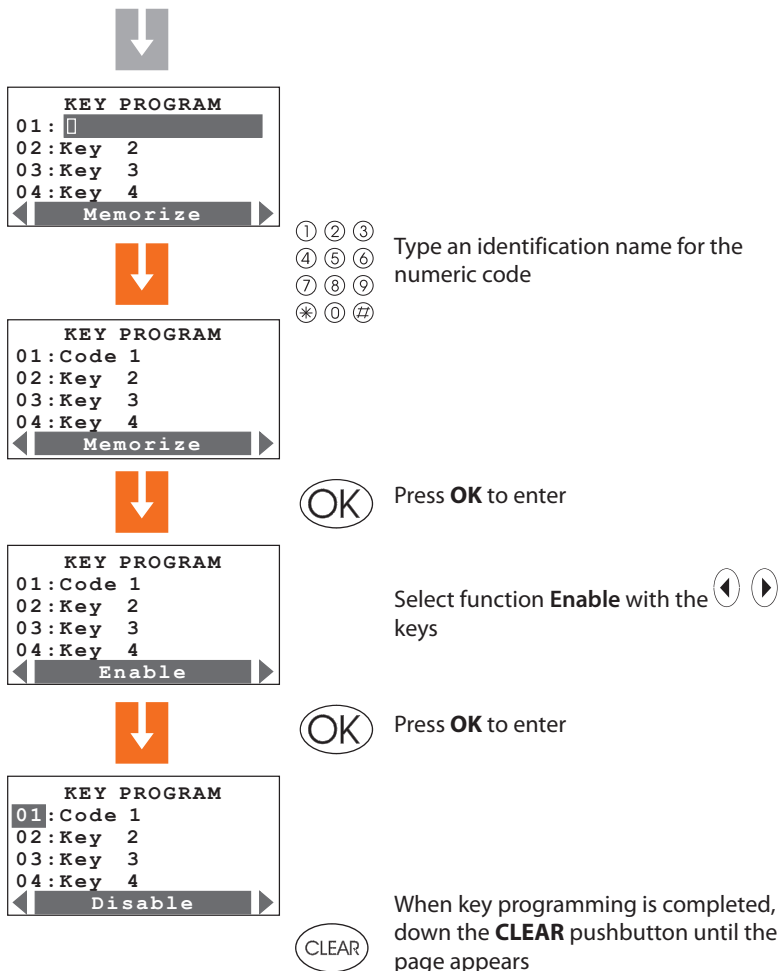 KEY PROGRAM
01:
02:Key 2
03:Key 3
04:Key 4
Memorize
1 2 3
4 5 6
7 8 9
* 0 #
Type an identification name for the
numeric code
KEY PROGRAM
01:Code 1
02:Key 2
03:Key 3
04:Key 4
Memorize
OK
Press OK to enter
KEY PROGRAM
01:Code 1
02:Key 2
03:Key 3
04:Key 4
Enable
Select function Enable with the
keys
OK
Press OK to enter
KEY PROGRAM
01:Code 1
02:Key 2
03:Key 3
04:Key 4
Disable
CLEAR
When key programming is completed,
down the CLEAR pushbutton until the
page appears